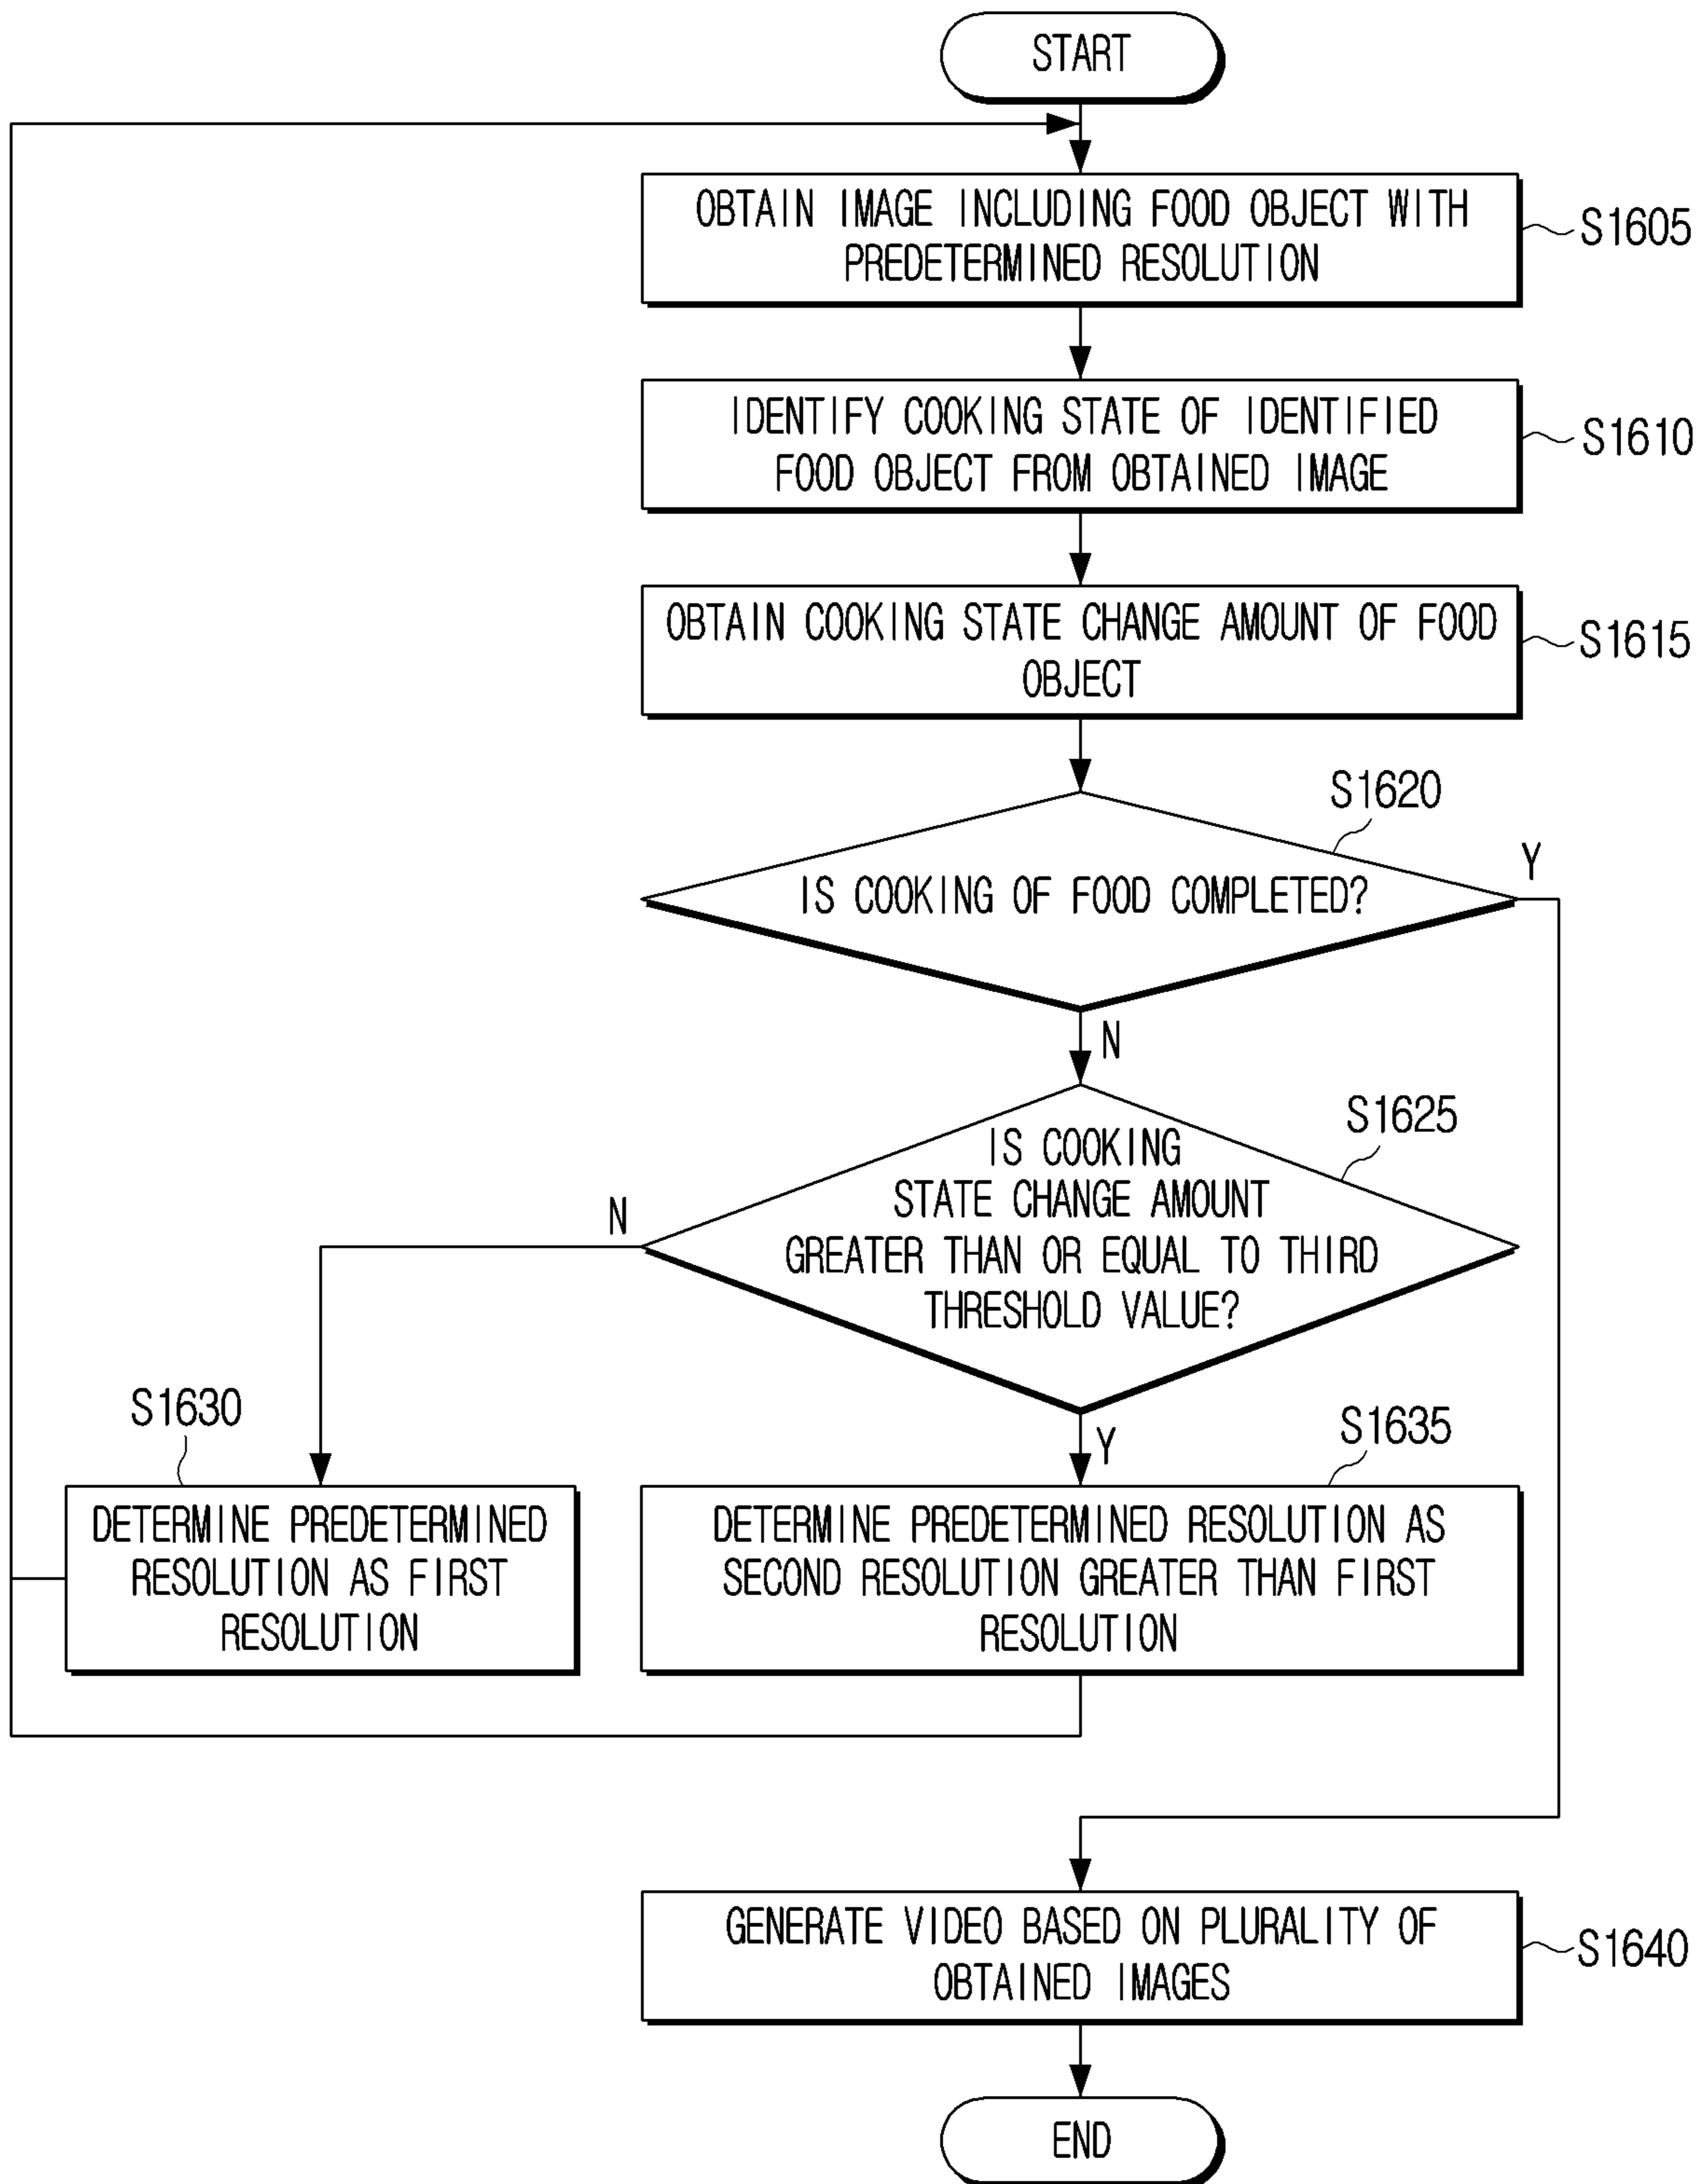 START
OBTAIN IMAGE INCLUDING FOOD OBJECT WITH
PREDETERMINED RESOLUTION
S1605
IDENTIFY COOKING STATE OF IDENTIFIED
FOOD OBJECT FROM OBTAINED IMAGE
S1610
OBTAIN COOKING STATE CHANGE AMOUNT OF FOOD
OBJECT
S1615
S1620
IS COOKING OF FOOD COMPLETED?
Y
N
S1625
IS COOKING
STATE CHANGE AMOUNT
GREATER THAN OR EQUAL TO THIRD
THRESHOLD VALUE?
N
Y
S1630
DETERMINE PREDETERMINED
RESOLUTION AS FIRST
RESOLUTION
S1635
DETERMINE PREDETERMINED RESOLUTION AS
SECOND RESOLUTION GREATER THAN FIRST
RESOLUTION
GENERATE VIDEO BASED ON PLURALITY OF
OBTAINED IMAGES
S1640
END